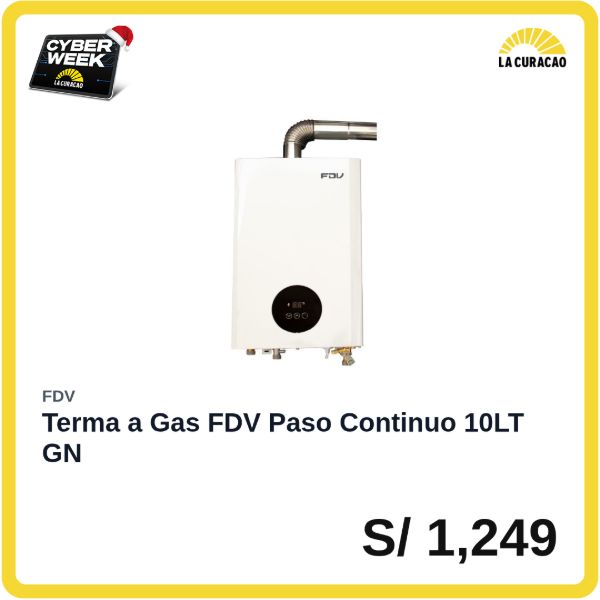 CYBER
WEEK
LA CURACAO
LA CURACAO
FDV
FDV
Terma a Gas FDV Paso Continuo 10LT
GN
S/ 1,249